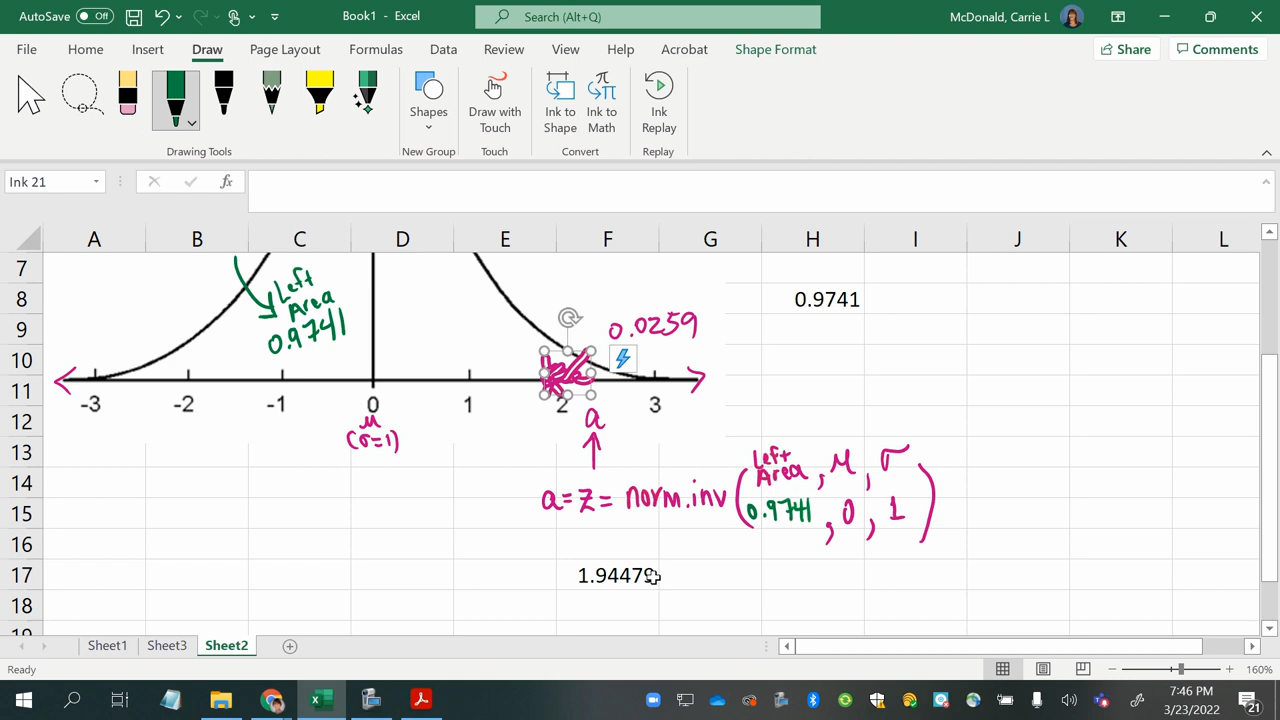 AutoSave Off Book1 - Excel Search (Alt+Q) McDonald, Carrie L
File Home Insert Draw Page Layout Formulas Data Review View Help Acrobat Shape Format Share Comments
Shapes Draw with Touch Ink to Shape Ink to Math Ink Replay
Drawing Tools New Group Touch Convert Replay
Ink 21 fx
A B C D E F G H I J K L
7
8 0.9741
9
10
11
12
13
14
15
16
17 1.94479
18
19
Left
Area
0.9741
0.0259
-3 -2 -1 0 1 2 3
μ
(σ=1)
a
Left
Area , μ , σ
a = z = norm.inv ( 0.9741 , 0 , 1 )
Sheet1 Sheet3 Sheet2
Ready 160%
7:46 PM
3/23/2022
21